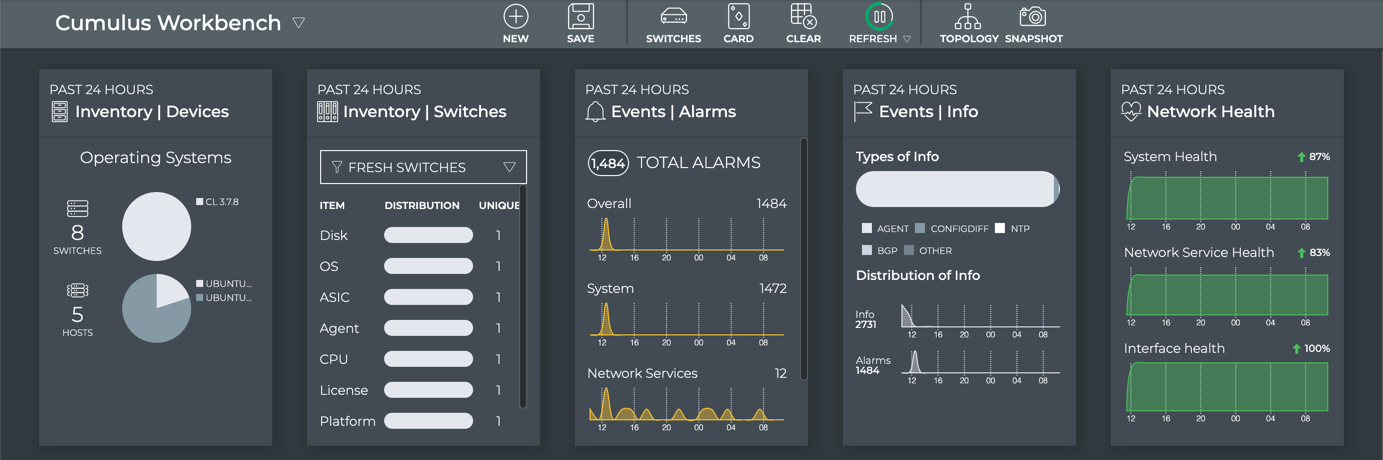 Cumulus Workbench
NEW
SAVE
SWITCHES
CARD
CLEAR
REFRESH
TOPOLOGY
SNAPSHOT
PAST 24 HOURS
Inventory | Devices
Operating Systems
8
SWITCHES
CL 3.7.8
5
HOSTS
UBUNTU...
UBUNTU...
PAST 24 HOURS
Inventory | Switches
FRESH SWITCHES
ITEM DISTRIBUTION UNIQUE
Disk 1
OS 1
ASIC 1
Agent 1
CPU 1
License 1
Platform 1
PAST 24 HOURS
Events | Alarms
1,484 TOTAL ALARMS
Overall 1484
12 16 20 00 04 08
System 1472
12 16 20 00 04 08
Network Services 12
12 16 20 00 04 08
PAST 24 HOURS
Events | Info
Types of Info
AGENT CONFIGDIFF NTP
BGP OTHER
Distribution of Info
Info
2731
12 16 20 00 04 08
Alarms
1484
12 16 20 00 04 08
PAST 24 HOURS
Network Health
System Health 87%
12 16 20 00 04 08
Network Service Health 83%
12 16 20 00 04 08
Interface health 100%
12 16 20 00 04 08